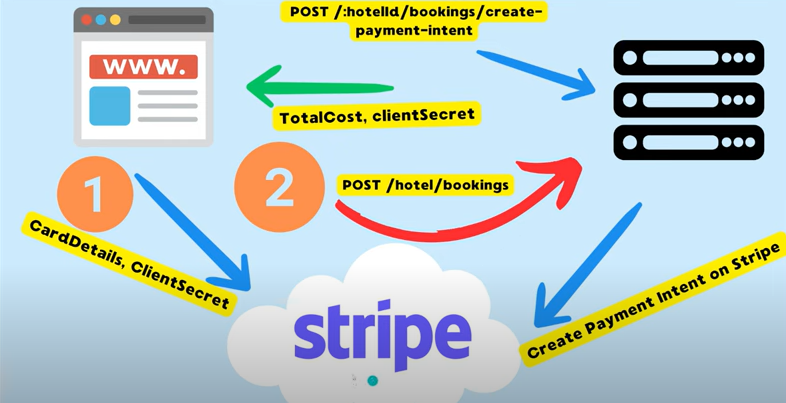 POST /:hotelId/bookings/create-
payment-intent
www.
TotalCost, clientSecret
1
2
POST /hotel/bookings
CardDetails, ClientSecret
Create Payment Intent on Stripe
stripe